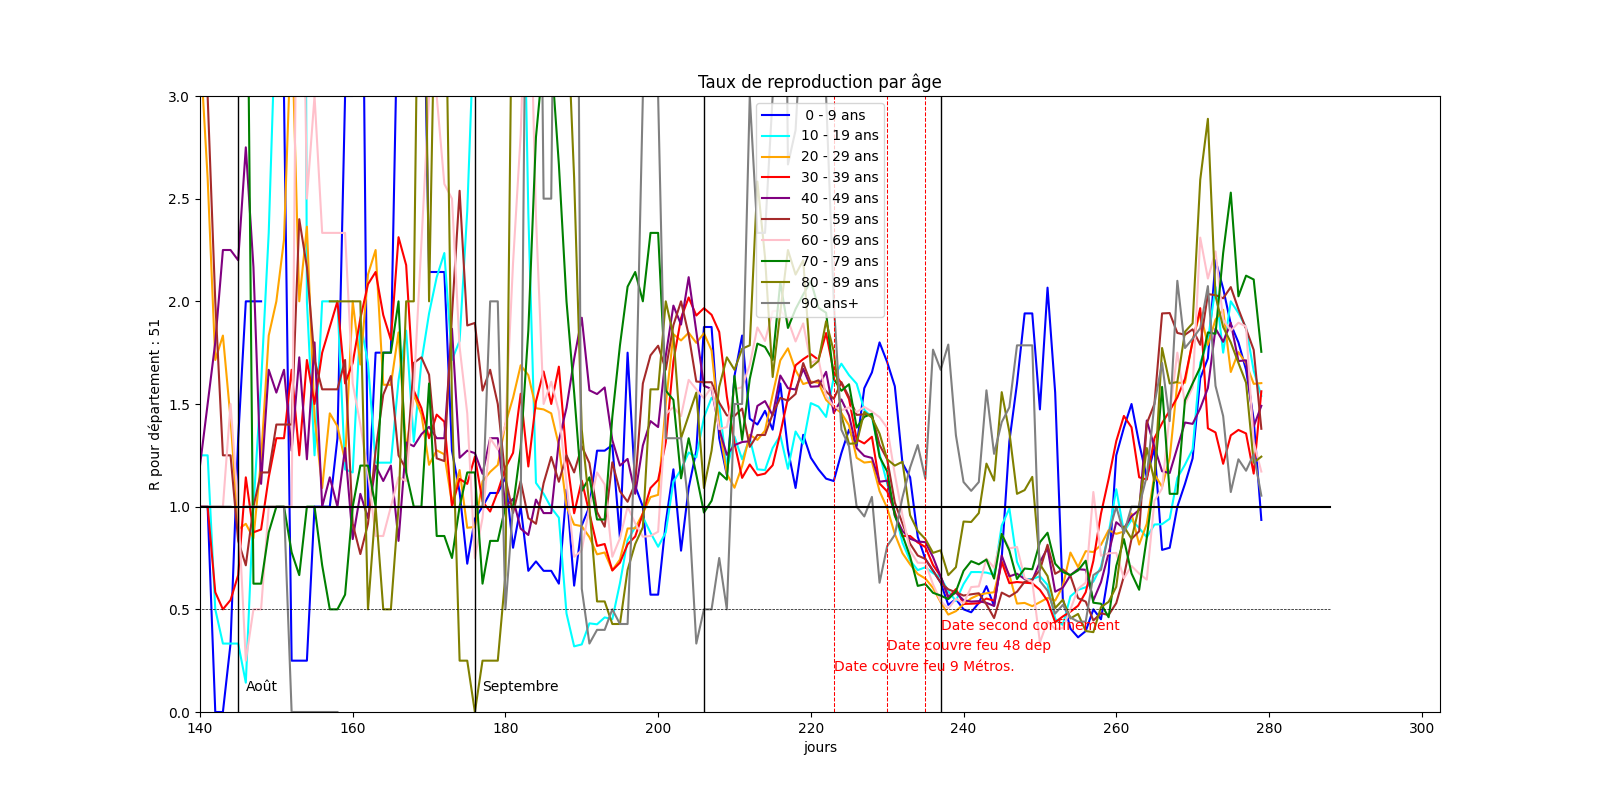 Taux de reproduction par âge
3.0
2.5
2.0
1.5
1.0
0.5
0.0
R pour département : 51
0 - 9 ans
10 - 19 ans
20 - 29 ans
30 - 39 ans
40 - 49 ans
50 - 59 ans
60 - 69 ans
70 - 79 ans
80 - 89 ans
90 ans+
Date second confinement
Date couvre feu 48 dep
Date couvre feu 9 Métros.
Août
Septembre
140
160
180
200
220
240
260
280
300
jours